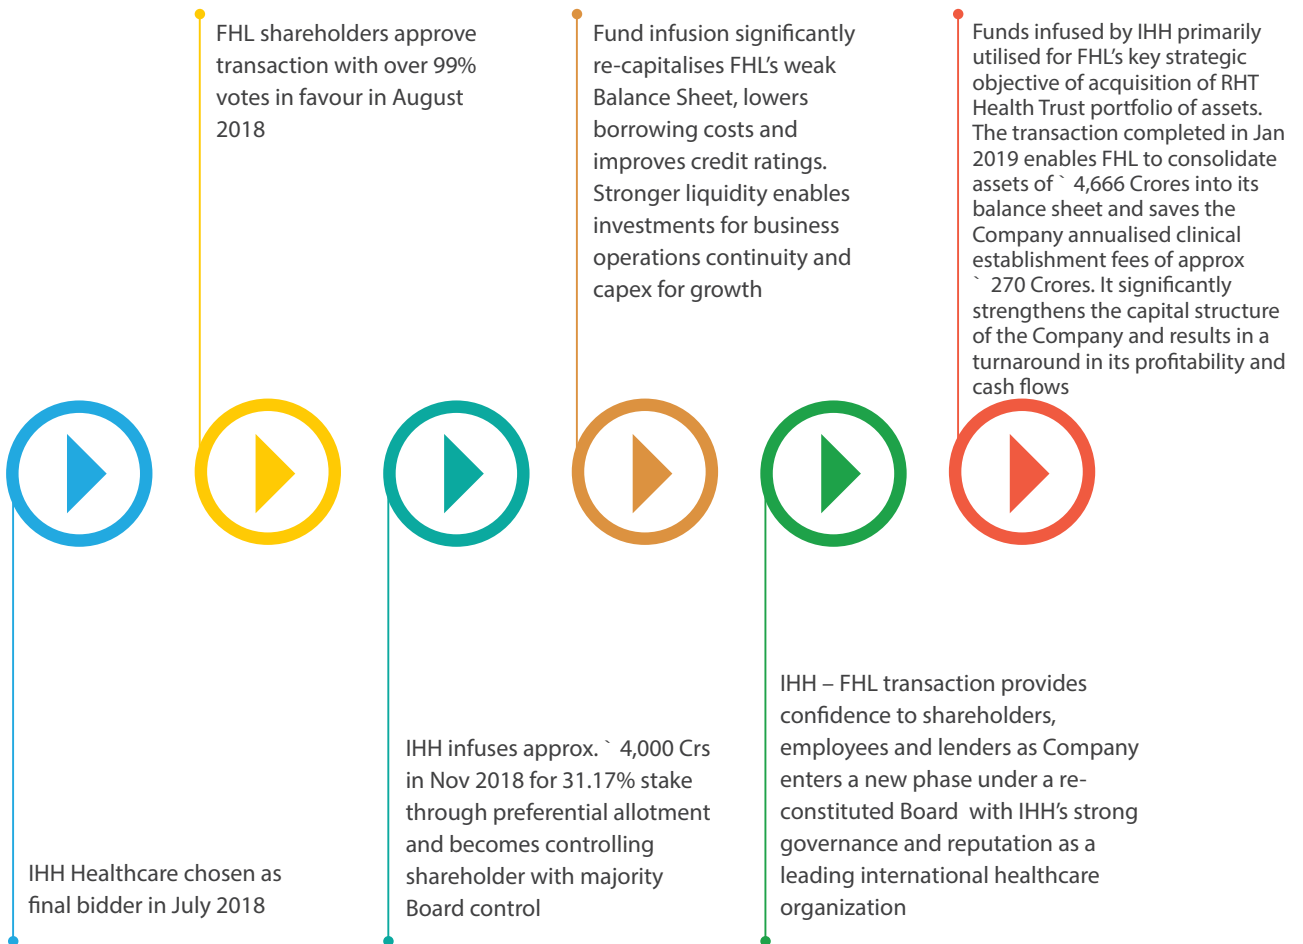 FHL shareholders approve
transaction with over 99%
votes in favour in August
2018
Fund infusion significantly
re-capitalises FHL's weak
Balance Sheet, lowers
borrowing costs and
improves credit ratings.
Stronger liquidity enables
investments for business
operations continuity and
capex for growth
Funds infused by IHH primarily
utilised for FHL's key strategic
objective of acquisition of RHT
Health Trust portfolio of assets.
The transaction completed in Jan
2019 enables FHL to consolidate
assets of ` 4,666 Crores into its
balance sheet and saves the
Company annualised clinical
establishment fees of approx
` 270 Crores. It significantly
strengthens the capital structure
of the Company and results in a
turnaround in its profitability and
cash flows
IHH Healthcare chosen as
final bidder in July 2018
IHH infuses approx. ` 4,000 Crs
in Nov 2018 for 31.17% stake
through preferential allotment
and becomes controlling
shareholder with majority
Board control
IHH – FHL transaction provides
confidence to shareholders,
employees and lenders as Company
enters a new phase under a re-
constituted Board  with IHH's strong
governance and reputation as a
leading international healthcare
organization